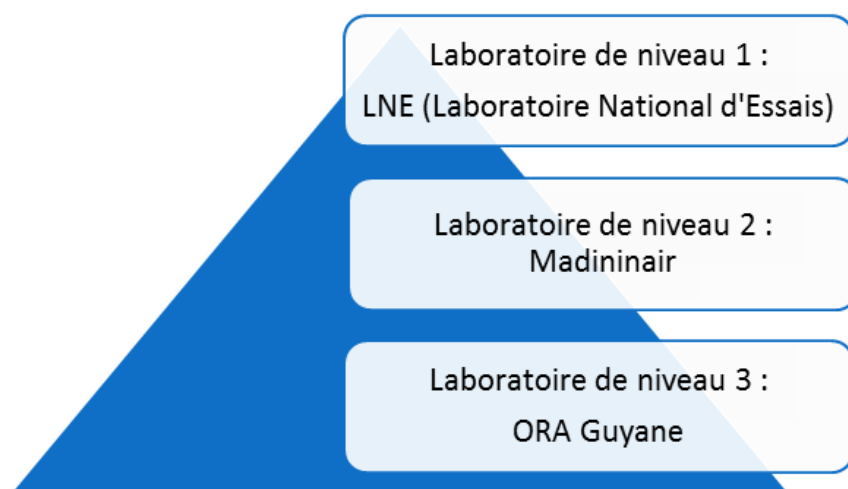 Laboratoire de niveau 1 :
LNE (Laboratoire National d'Essais)
Laboratoire de niveau 2 :
Madininair
Laboratoire de niveau 3 :
ORA Guyane